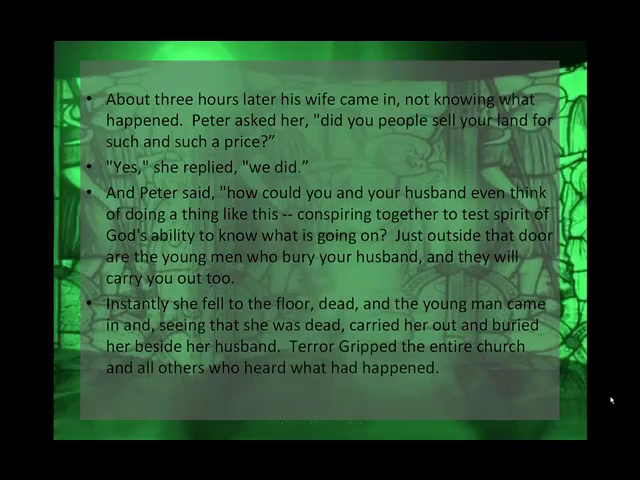 • About three hours later his wife came in, not knowing what
happened. Peter asked her, "did you people sell your land for
such and such a price?”
• "Yes," she replied, "we did.”
• And Peter said, "how could you and your husband even think
of doing a thing like this -- conspiring together to test spirit of
God's ability to know what is going on? Just outside that door
are the young men who bury your husband, and they will
carry you out too.
• Instantly she fell to the floor, dead, and the young man came
in and, seeing that she was dead, carried her out and buried
her beside her husband. Terror Gripped the entire church
and all others who heard what had happened.